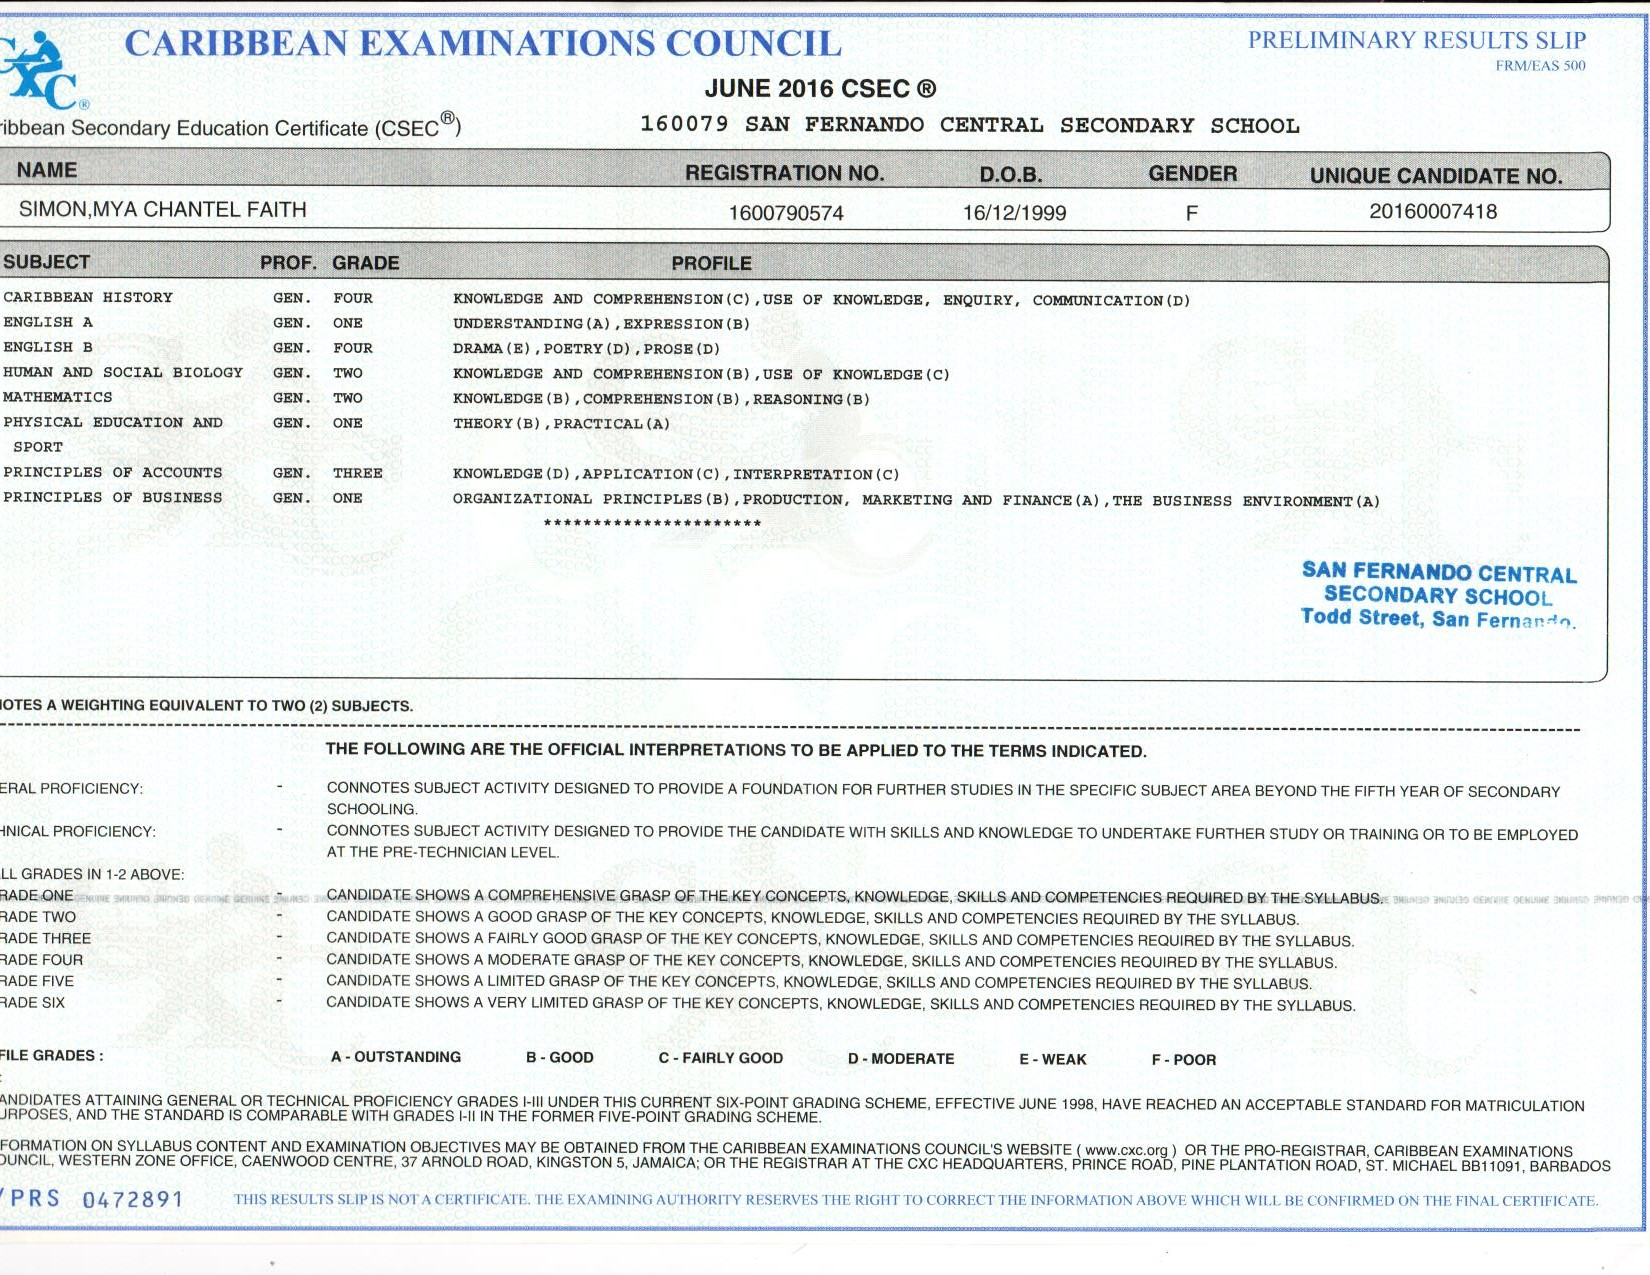 CARIBBEAN EXAMINATIONS COUNCIL
PRELIMINARY RESULTS SLIP
FRM/EAS 500
CXC®
JUNE 2016 CSEC ®
ribbean Secondary Education Certificate (CSEC®)
160079 SAN FERNANDO CENTRAL SECONDARY SCHOOL
NAME REGISTRATION NO. D.O.B. GENDER UNIQUE CANDIDATE NO.
SIMON,MYA CHANTEL FAITH 1600790574 16/12/1999 F 20160007418
SUBJECT PROF. GRADE PROFILE
CARIBBEAN HISTORY GEN. FOUR KNOWLEDGE AND COMPREHENSION(C),USE OF KNOWLEDGE, ENQUIRY, COMMUNICATION(D)
ENGLISH A GEN. ONE UNDERSTANDING(A),EXPRESSION(B)
ENGLISH B GEN. FOUR DRAMA(E),POETRY(D),PROSE(D)
HUMAN AND SOCIAL BIOLOGY GEN. TWO KNOWLEDGE AND COMPREHENSION(B),USE OF KNOWLEDGE(C)
MATHEMATICS GEN. TWO KNOWLEDGE(B),COMPREHENSION(B),REASONING(B)
PHYSICAL EDUCATION AND GEN. ONE THEORY(B),PRACTICAL(A)
SPORT
PRINCIPLES OF ACCOUNTS GEN. THREE KNOWLEDGE(D),APPLICATION(C),INTERPRETATION(C)
PRINCIPLES OF BUSINESS GEN. ONE ORGANIZATIONAL PRINCIPLES(B),PRODUCTION, MARKETING AND FINANCE(A),THE BUSINESS ENVIRONMENT(A)
**********************
SAN FERNANDO CENTRAL
SECONDARY SCHOOL
Todd Street, San Fernando.
NOTES A WEIGHTING EQUIVALENT TO TWO (2) SUBJECTS.
THE FOLLOWING ARE THE OFFICIAL INTERPRETATIONS TO BE APPLIED TO THE TERMS INDICATED.
ERAL PROFICIENCY: - CONNOTES SUBJECT ACTIVITY DESIGNED TO PROVIDE A FOUNDATION FOR FURTHER STUDIES IN THE SPECIFIC SUBJECT AREA BEYOND THE FIFTH YEAR OF SECONDARY
SCHOOLING.
HNICAL PROFICIENCY: - CONNOTES SUBJECT ACTIVITY DESIGNED TO PROVIDE THE CANDIDATE WITH SKILLS AND KNOWLEDGE TO UNDERTAKE FURTHER STUDY OR TRAINING OR TO BE EMPLOYED
AT THE PRE-TECHNICIAN LEVEL.
LL GRADES IN 1-2 ABOVE:
RADE ONE - CANDIDATE SHOWS A COMPREHENSIVE GRASP OF THE KEY CONCEPTS, KNOWLEDGE, SKILLS AND COMPETENCIES REQUIRED BY THE SYLLABUS.
RADE TWO - CANDIDATE SHOWS A GOOD GRASP OF THE KEY CONCEPTS, KNOWLEDGE, SKILLS AND COMPETENCIES REQUIRED BY THE SYLLABUS.
RADE THREE - CANDIDATE SHOWS A FAIRLY GOOD GRASP OF THE KEY CONCEPTS, KNOWLEDGE, SKILLS AND COMPETENCIES REQUIRED BY THE SYLLABUS.
RADE FOUR - CANDIDATE SHOWS A MODERATE GRASP OF THE KEY CONCEPTS, KNOWLEDGE, SKILLS AND COMPETENCIES REQUIRED BY THE SYLLABUS.
RADE FIVE - CANDIDATE SHOWS A LIMITED GRASP OF THE KEY CONCEPTS, KNOWLEDGE, SKILLS AND COMPETENCIES REQUIRED BY THE SYLLABUS.
RADE SIX - CANDIDATE SHOWS A VERY LIMITED GRASP OF THE KEY CONCEPTS, KNOWLEDGE, SKILLS AND COMPETENCIES REQUIRED BY THE SYLLABUS.
FILE GRADES : A - OUTSTANDING B - GOOD C - FAIRLY GOOD D - MODERATE E - WEAK F - POOR
ANDIDATES ATTAINING GENERAL OR TECHNICAL PROFICIENCY GRADES I-III UNDER THIS CURRENT SIX-POINT GRADING SCHEME, EFFECTIVE JUNE 1998, HAVE REACHED AN ACCEPTABLE STANDARD FOR MATRICULATION
URPOSES, AND THE STANDARD IS COMPARABLE WITH GRADES I-II IN THE FORMER FIVE-POINT GRADING SCHEME.
FORMATION ON SYLLABUS CONTENT AND EXAMINATION OBJECTIVES MAY BE OBTAINED FROM THE CARIBBEAN EXAMINATIONS COUNCIL'S WEBSITE ( www.cxc.org ) OR THE PRO-REGISTRAR, CARIBBEAN EXAMINATIONS
OUNCIL, WESTERN ZONE OFFICE, CAENWOOD CENTRE, 37 ARNOLD ROAD, KINGSTON 5, JAMAICA; OR THE REGISTRAR AT THE CXC HEADQUARTERS, PRINCE ROAD, PINE PLANTATION ROAD, ST. MICHAEL BB11091, BARBADOS
/PRS 0472891
THIS RESULTS SLIP IS NOT A CERTIFICATE. THE EXAMINING AUTHORITY RESERVES THE RIGHT TO CORRECT THE INFORMATION ABOVE WHICH WILL BE CONFIRMED ON THE FINAL CERTIFICATE.